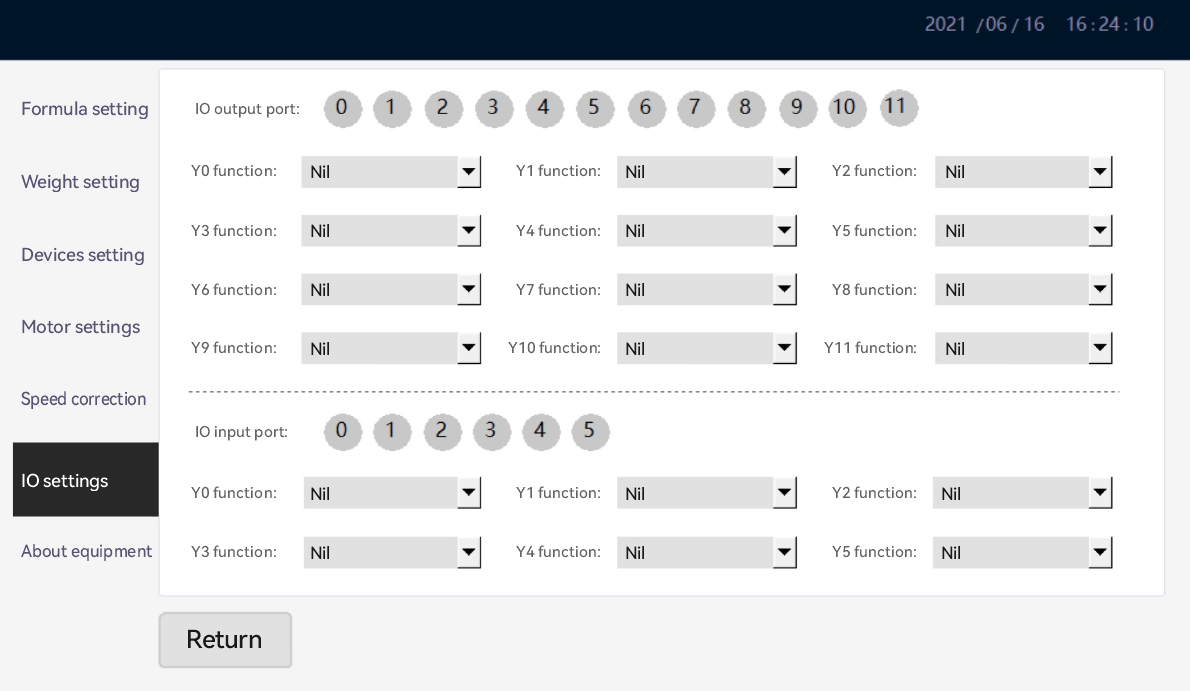 2021 /06/ 16 16:24:10
Formula setting
Weight setting
Devices setting
Motor settings
Speed correction
IO settings
About equipment
IO output port: 0 1 2 3 4 5 6 7 8 9 10 11
Y0 function: Nil Y1 function: Nil Y2 function: Nil
Y3 function: Nil Y4 function: Nil Y5 function: Nil
Y6 function: Nil Y7 function: Nil Y8 function: Nil
Y9 function: Nil Y10 function: Nil Y11 function: Nil
IO input port: 0 1 2 3 4 5
Y0 function: Nil Y1 function: Nil Y2 function: Nil
Y3 function: Nil Y4 function: Nil Y5 function: Nil
Return